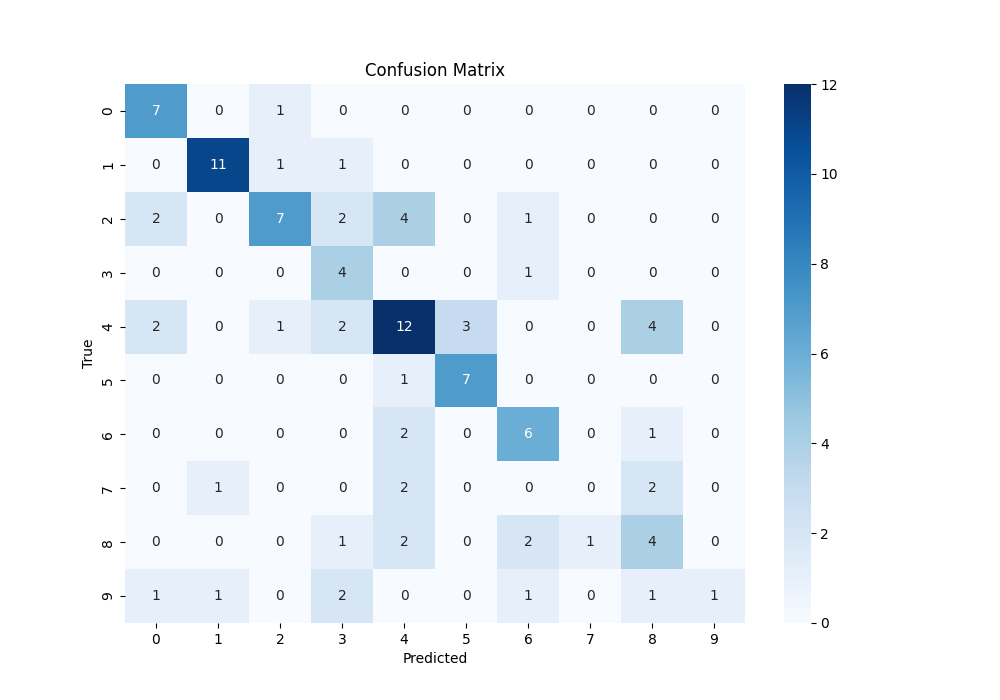 Confusion Matrix
0 7 0 1 0 0 0 0 0 0 0
1 0 11 1 1 0 0 0 0 0 0
2 2 0 7 2 4 0 1 0 0 0
3 0 0 0 4 0 0 1 0 0 0
4 2 0 1 2 12 3 0 0 4 0
5 0 0 0 0 1 7 0 0 0 0
6 0 0 0 0 2 0 6 0 1 0
7 0 1 0 0 2 0 0 0 2 0
8 0 0 0 1 2 0 2 1 4 0
9 1 1 0 2 0 0 1 0 1 1
0 1 2 3 4 5 6 7 8 9
Predicted
True
12
10
8
6
4
2
0